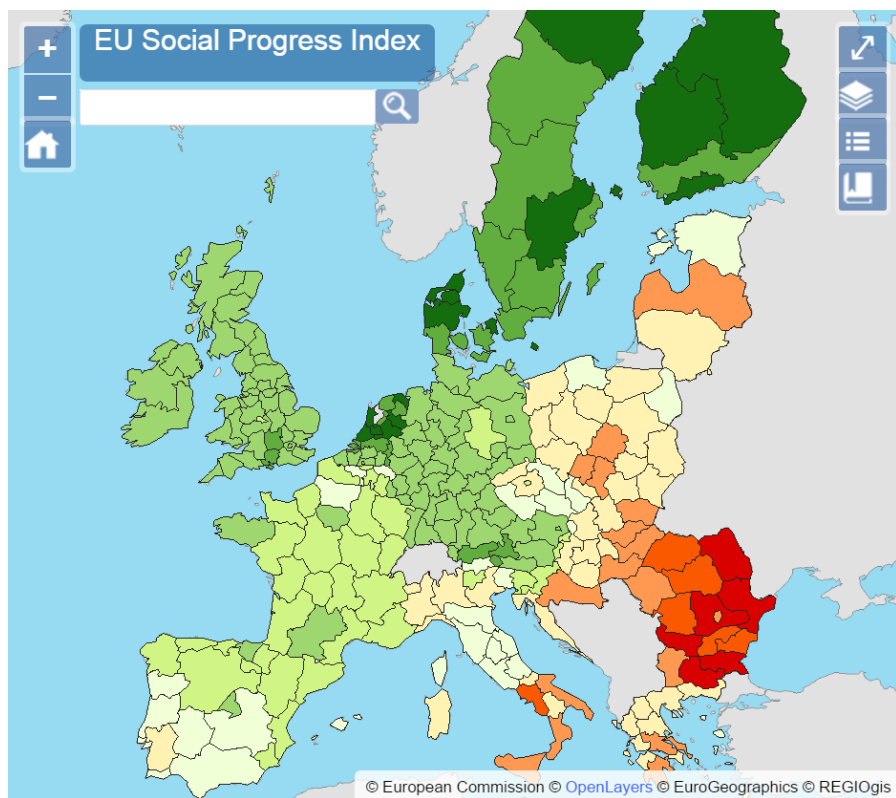 +
EU Social Progress Index
−
© European Commission © OpenLayers © EuroGeographics © REGIOgis